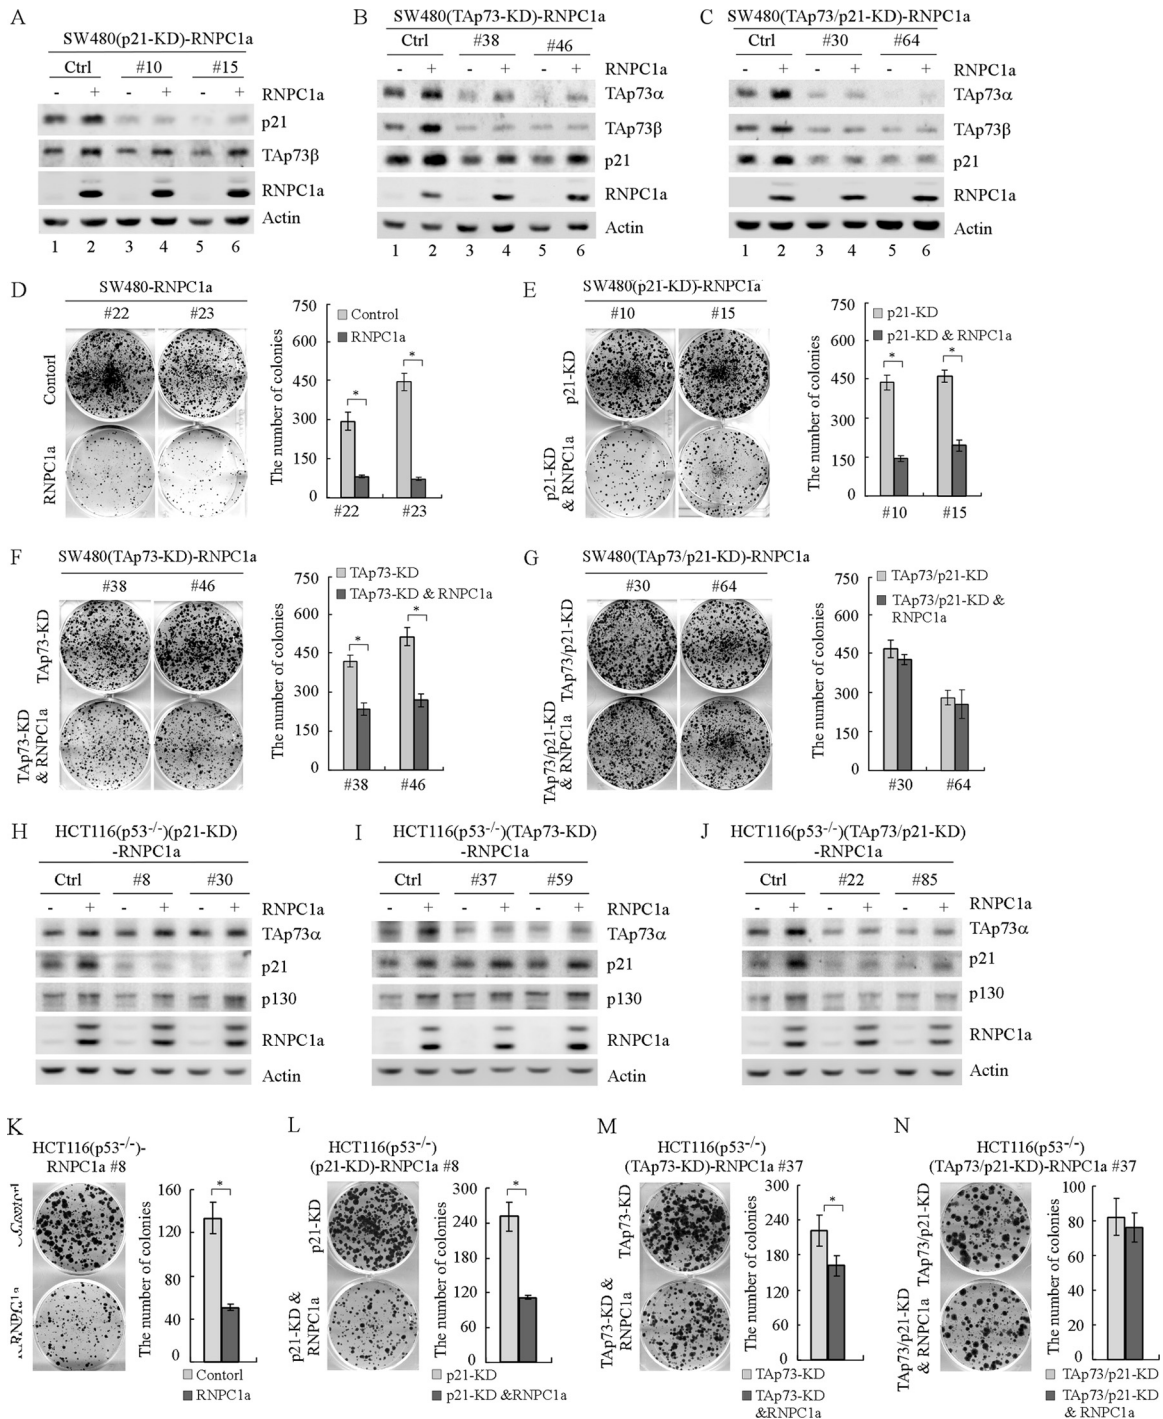 A
SW480(p21-KD)-RNPC1a
Ctrl #10 #15
- + - + - + RNPC1a
p21
TAp73β
RNPC1a
Actin
1 2 3 4 5 6
B
SW480(TAp73-KD)-RNPC1a
Ctrl #38 #46
- + - + - + RNPC1a
TAp73α
TAp73β
p21
RNPC1a
Actin
1 2 3 4 5 6
C
SW480(TAp73/p21-KD)-RNPC1a
Ctrl #30 #64
- + - + - + RNPC1a
TAp73α
TAp73β
p21
RNPC1a
Actin
1 2 3 4 5 6
D
SW480-RNPC1a
#22 #23
Contorl
RNPC1a
The number of colonies
750
600
450
300
150
0
Control
RNPC1a
* *
#22 #23
E
SW480(p21-KD)-RNPC1a
#10 #15
p21-KD
p21-KD
& RNPC1a
The number of colonies
750
600
450
300
150
0
p21-KD
p21-KD & RNPC1a
* *
#10 #15
F
SW480(TAp73-KD)-RNPC1a
#38 #46
TAp73-KD
TAp73-KD
& RNPC1a
The number of colonies
750
600
450
300
150
0
TAp73-KD
TAp73-KD & RNPC1a
* *
#38 #46
G
SW480(TAp73/p21-KD)-RNPC1a
#30 #64
TAp73/p21-KD
TAp73/p21-KD
& RNPC1a
The number of colonies
750
600
450
300
150
0
TAp73/p21-KD
TAp73/p21-KD &
RNPC1a
#30 #64
H
HCT116(p53-/-)(p21-KD)
-RNPC1a
Ctrl #8 #30
- + - + - + RNPC1a
TAp73α
p21
p130
RNPC1a
Actin
I
HCT116(p53-/-)(TAp73-KD)
-RNPC1a
Ctrl #37 #59
- + - + - + RNPC1a
TAp73α
p21
p130
RNPC1a
Actin
J
HCT116(p53-/-)(TAp73/p21-KD)
-RNPC1a
Ctrl #22 #85
- + - + - + RNPC1a
TAp73α
p21
p130
RNPC1a
Actin
K
HCT116(p53-/-)-
RNPC1a #8
The number of colonies
160
120
80
40
0
*
Contorl
RNPC1a
L
HCT116(p53-/-)
(p21-KD)-RNPC1a #8
p21-KD
p21-KD &
RNPC1a
The number of colonies
300
240
180
120
60
0
*
p21-KD
p21-KD &RNPC1a
M
HCT116(p53-/-)
(TAp73-KD)-RNPC1a #37
TAp73-KD
TAp73-KD &
RNPC1a
The number of colonies
300
240
180
120
60
0
*
TAp73-KD
TAp73-KD
&RNPC1a
N
HCT116(p53-/-)
(TAp73/p21-KD)-RNPC1a #37
TAp73/p21-KD
TAp73/p21-KD
& RNPC1a
The number of colonies
100
80
60
40
20
0
TAp73/p21-KD
TAp73/p21-KD
& RNPC1a